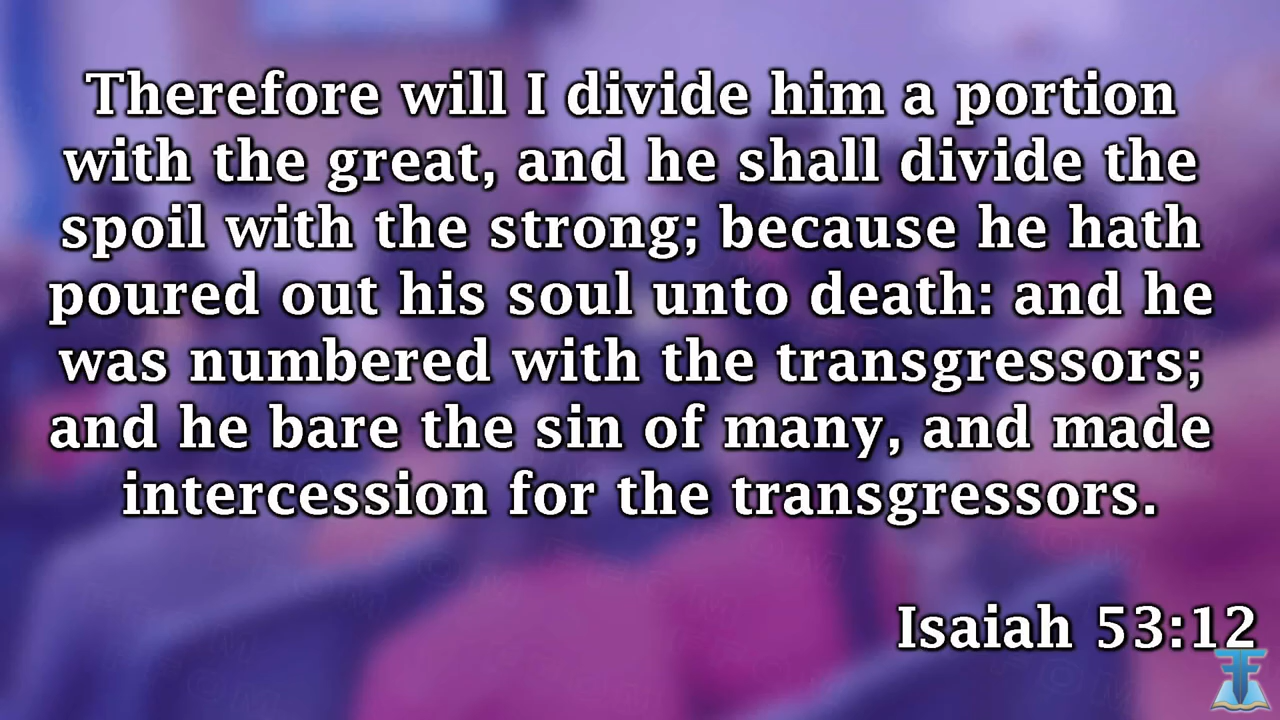 Therefore will I divide him a portion
with the great, and he shall divide the
spoil with the strong; because he hath
poured out his soul unto death: and he
was numbered with the transgressors;
and he bare the sin of many, and made
intercession for the transgressors.
Isaiah 53:12